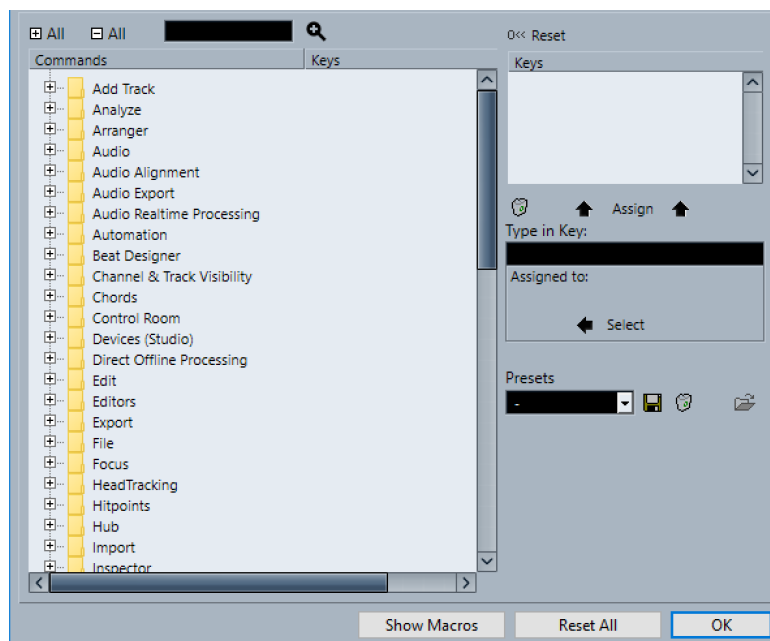 All All
Commands Keys
Add Track
Analyze
Arranger
Audio
Audio Alignment
Audio Export
Audio Realtime Processing
Automation
Beat Designer
Channel & Track Visibility
Chords
Control Room
Devices (Studio)
Direct Offline Processing
Edit
Editors
Export
File
Focus
HeadTracking
Hitpoints
Hub
Import
Inspector
0<< Reset
Keys
Assign
Type in Key:
Assigned to:
Select
Presets
-
Show Macros Reset All OK